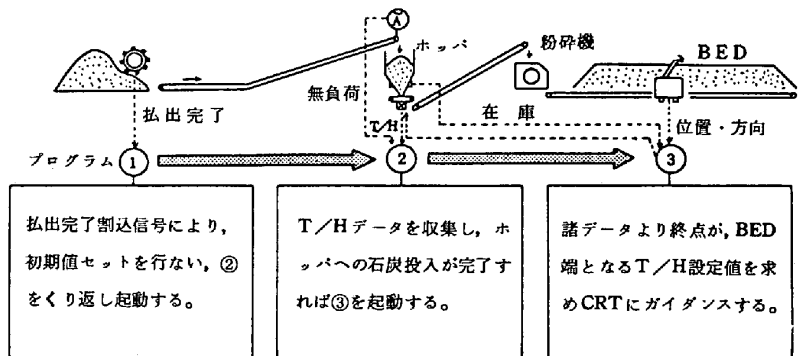 A
ホッパ
粉砕機
BED
無負荷
払出完了
T/H
在庫
位置・方向
プログラム
①
②
③
払出完了割込信号により,
初期値セットを行ない,②
をくり返し起動する。
T/Hデータを収集し,ホ
ッパへの石炭投入が完了す
れば③を起動する。
諸データより終点が,BED
端となるT/H設定値を求
めCRTにガイダンスする。